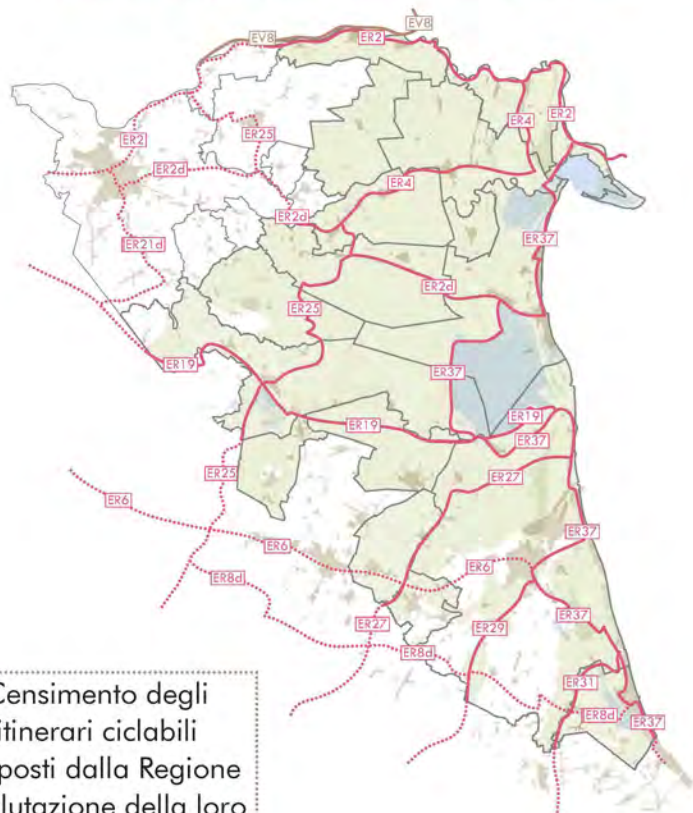 EV8
EV8
ER2
ER2
ER25
ER4
ER2
ER2d
ER4
ER2d
ER21d
ER37
ER2d
ER25
ER19
ER37
ER19
ER19
ER37
ER25
ER27
ER6
ER37
ER6
ER6
ER8d
ER37
ER27
ER29
ER8d
ER31
ER8d
ER37
Censimento degli
itinerari ciclabili
posti dalla Regione
lutazione della loro